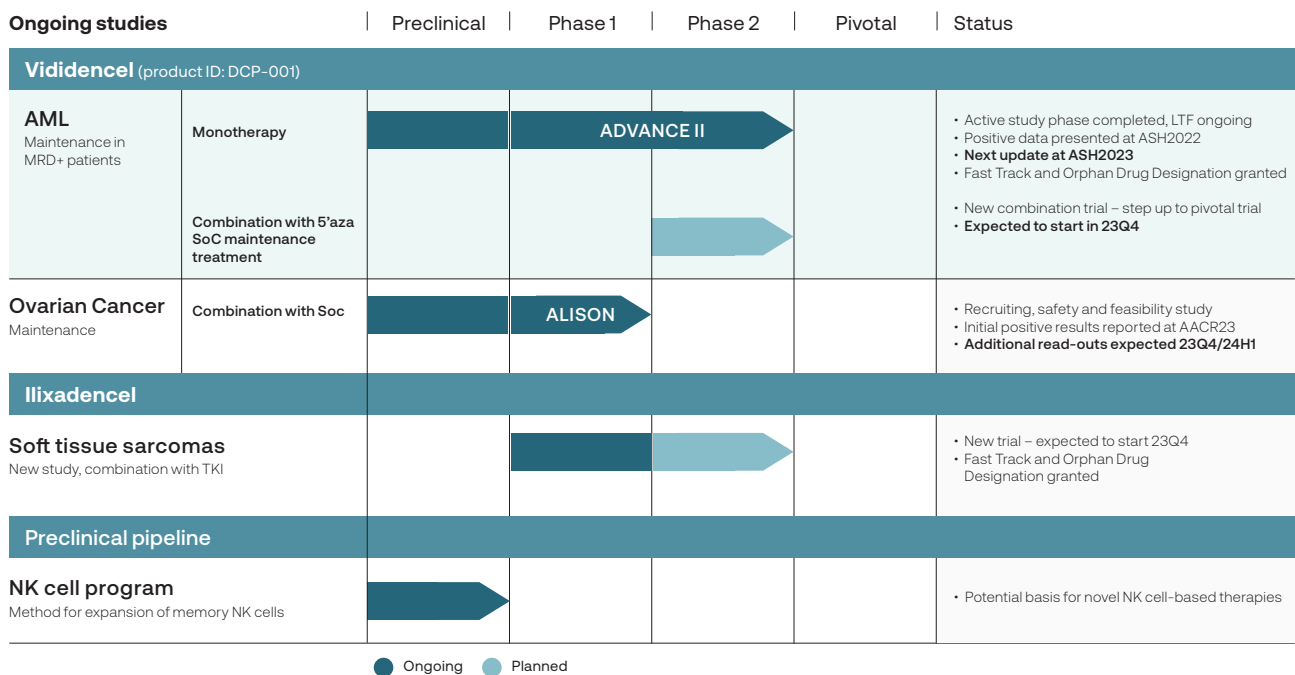 Ongoing studies
Preclinical
Phase 1
Phase 2
Pivotal
Status
Vididencel (product ID: DCP-001)
AML
Maintenance in
MRD+ patients
Monotherapy
ADVANCE II
• Active study phase completed, LTF ongoing
• Positive data presented at ASH2022
• Next update at ASH2023
• Fast Track and Orphan Drug Designation granted
Combination with 5’aza
SoC maintenance
treatment
• New combination trial – step up to pivotal trial
• Expected to start in 23Q4
Ovarian Cancer
Maintenance
Combination with Soc
ALISON
• Recruiting, safety and feasibility study
• Initial positive results reported at AACR23
• Additional read-outs expected 23Q4/24H1
Ilixadencel
Soft tissue sarcomas
New study, combination with TKI
• New trial – expected to start 23Q4
• Fast Track and Orphan Drug
Designation granted
Preclinical pipeline
NK cell program
Method for expansion of memory NK cells
• Potential basis for novel NK cell-based therapies
Ongoing
Planned